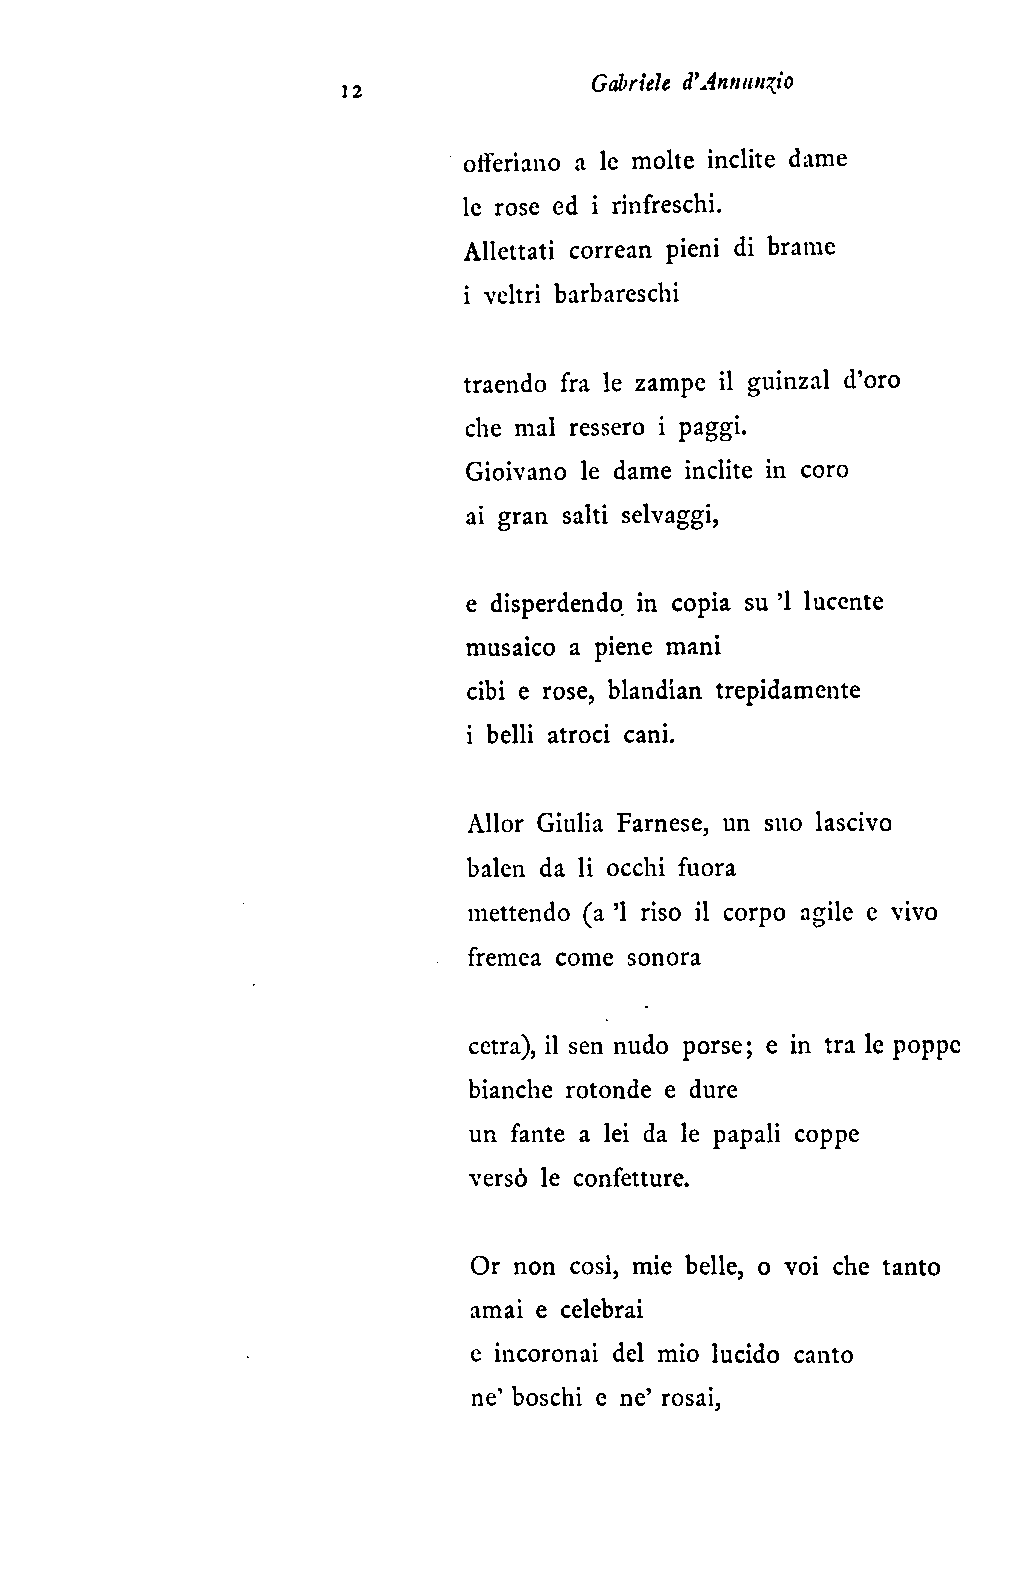 12
Gabriele d'Annunzio
offeriano a le molte inclite dame
le rose ed i rinfreschi.
Allettati correan pieni di brame
i veltri barbareschi
traendo fra le zampe il guinzal d'oro
che mal ressero i paggi.
Gioivano le dame inclite in coro
ai gran salti selvaggi,
e disperdendo in copia su 'l lucente
musaico a piene mani
cibi e rose, blandían trepidamente
i belli atroci cani.
Allor Giulia Farnese, un suo lascivo
balen da li occhi fuora
mettendo (a 'l riso il corpo agile e vivo
fremea come sonora
cetra), il sen nudo porse; e in tra le poppe
bianche rotonde e dure
un fante a lei da le papali coppe
versò le confetture.
Or non così, mie belle, o voi che tanto
amai e celebrai
e incoronai del mio lucido canto
ne' boschi e ne' rosai,